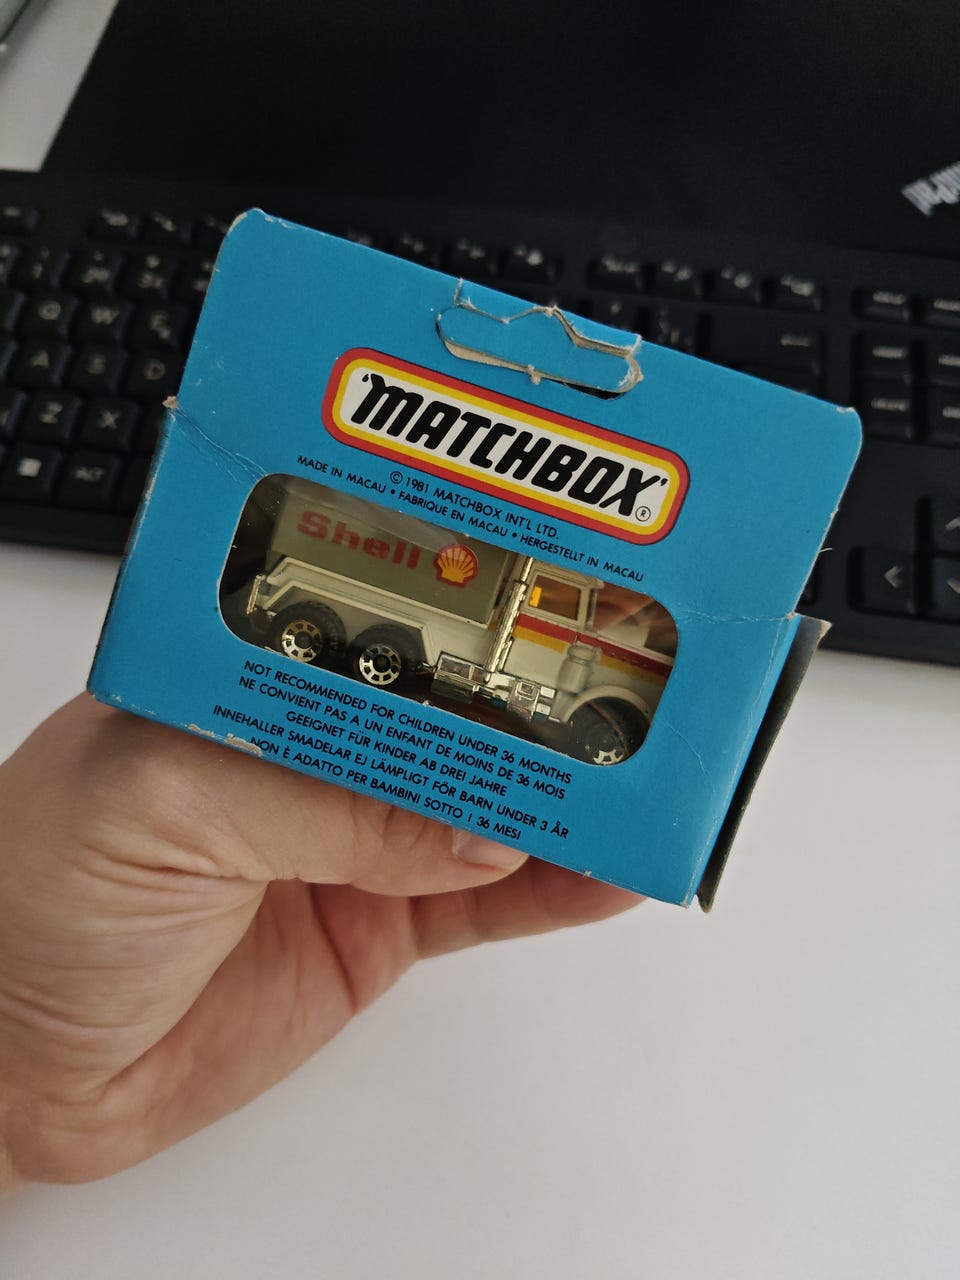 'MATCHBOX'®
© 1981 MATCHBOX INT'L LTD.
MADE IN MACAU • FABRIQUE EN MACAU • HERGESTELLT IN MACAU
Shell
NOT RECOMMENDED FOR CHILDREN UNDER 36 MONTHS
NE CONVIENT PAS A UN ENFANT DE MOINS DE 36 MOIS
GEEIGNET FÜR KINDER AB DREI JAHRE
INNEHALLER SMADELAR EJ LÄMPLIGT FÖR BARN UNDER 3 ÅR
NON È ADATTO PER BAMBINI SOTTO I 36 MESI
Q W E
A S D
Z X